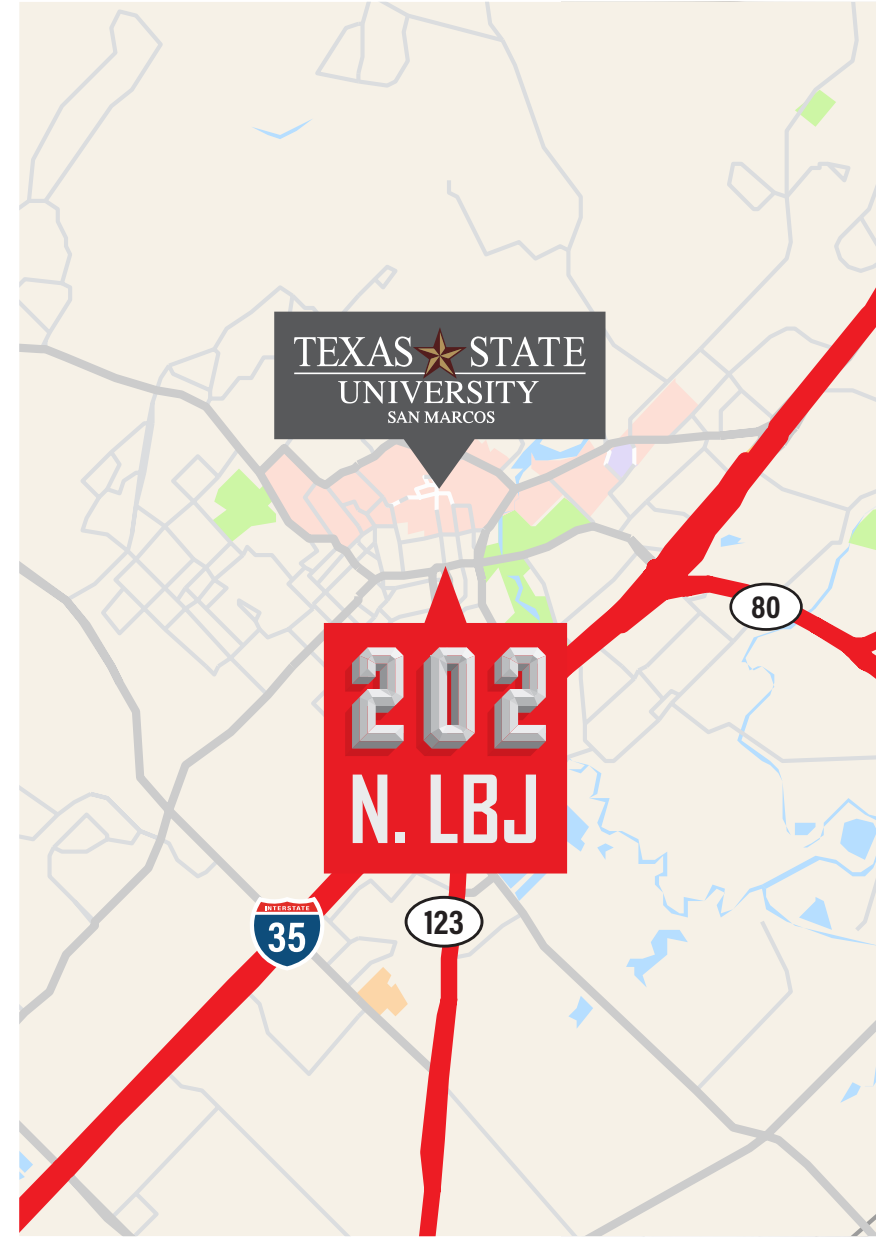 TEXAS STATE
UNIVERSITY
SAN MARCOS
80
202
N. LBJ
INTERSTATE
35
123